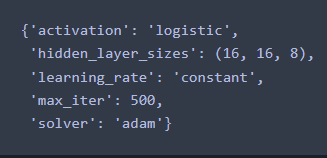 {'activation': 'logistic',
'hidden_layer_sizes': (16, 16, 8),
'learning_rate': 'constant',
'max_iter': 500,
'solver': 'adam'}